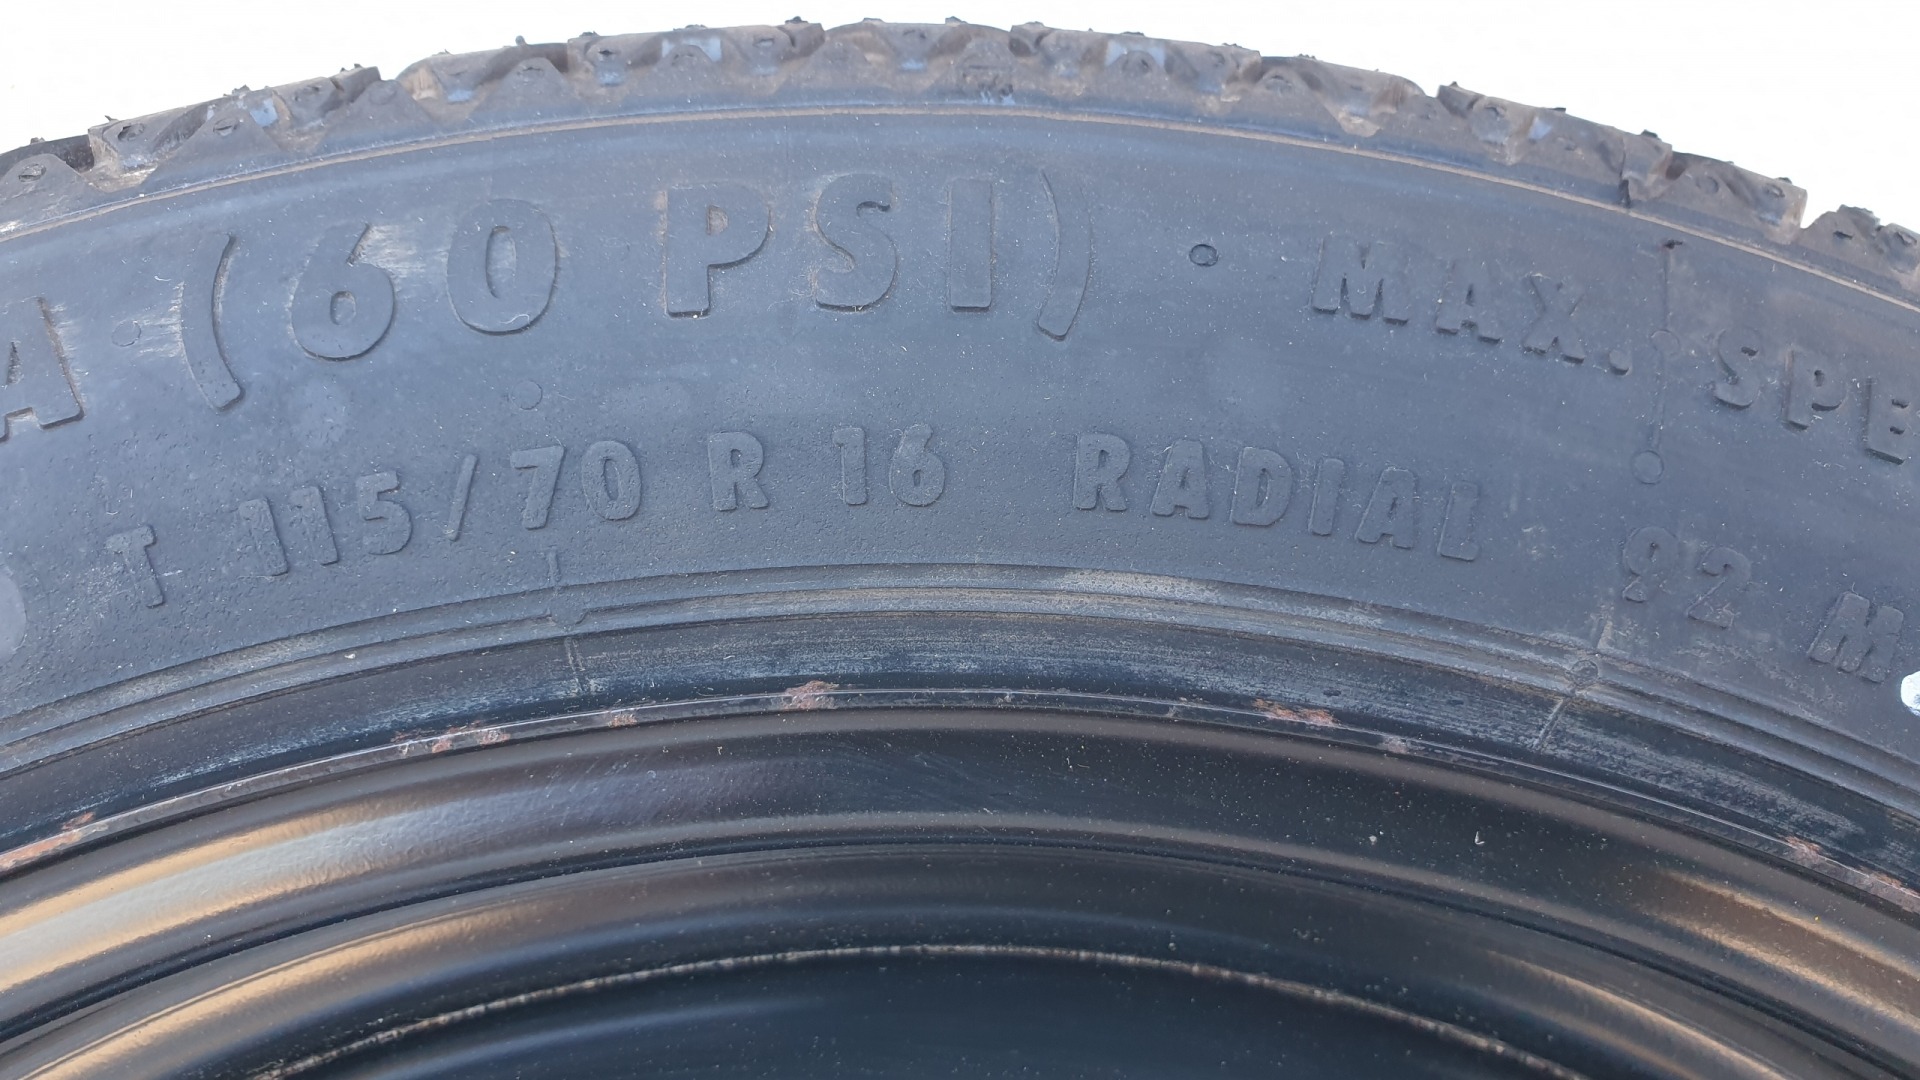 A (60 PSI) · MAX. SPE
T 115/70 R 16 RADIAL 92 M